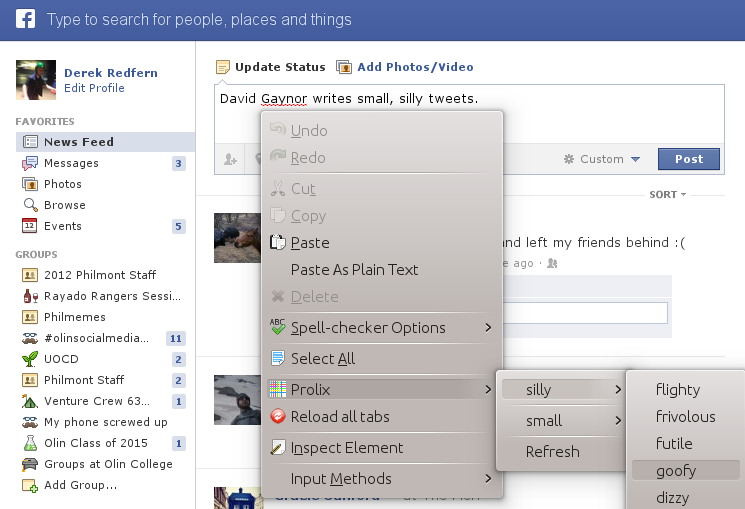 f Type to search for people, places and things
Derek Redfern
Edit Profile
FAVORITES
News Feed
Messages 3
Photos
Browse
Events 5
GROUPS
2012 Philmont Staff
Rayado Rangers Sessi...
Philmemes
#olinsocialmedia... 11
UOCD 2
Philmont Staff 2
Venture Crew 63... 1
My phone screwed up
Olin Class of 2015 1
Groups at Olin College
Add Group...
Update Status Add Photos/Video
David Gaynor writes small, silly tweets.
Custom Post
SORT
and left my friends behind :(
ago ·
Undo
Redo
Cut
Copy
Paste
Paste As Plain Text
Delete
ABC Spell-checker Options
Select All
Prolix
Reload all tabs
Inspect Element
Input Methods
silly
small
Refresh
flighty
frivolous
futile
goofy
dizzy